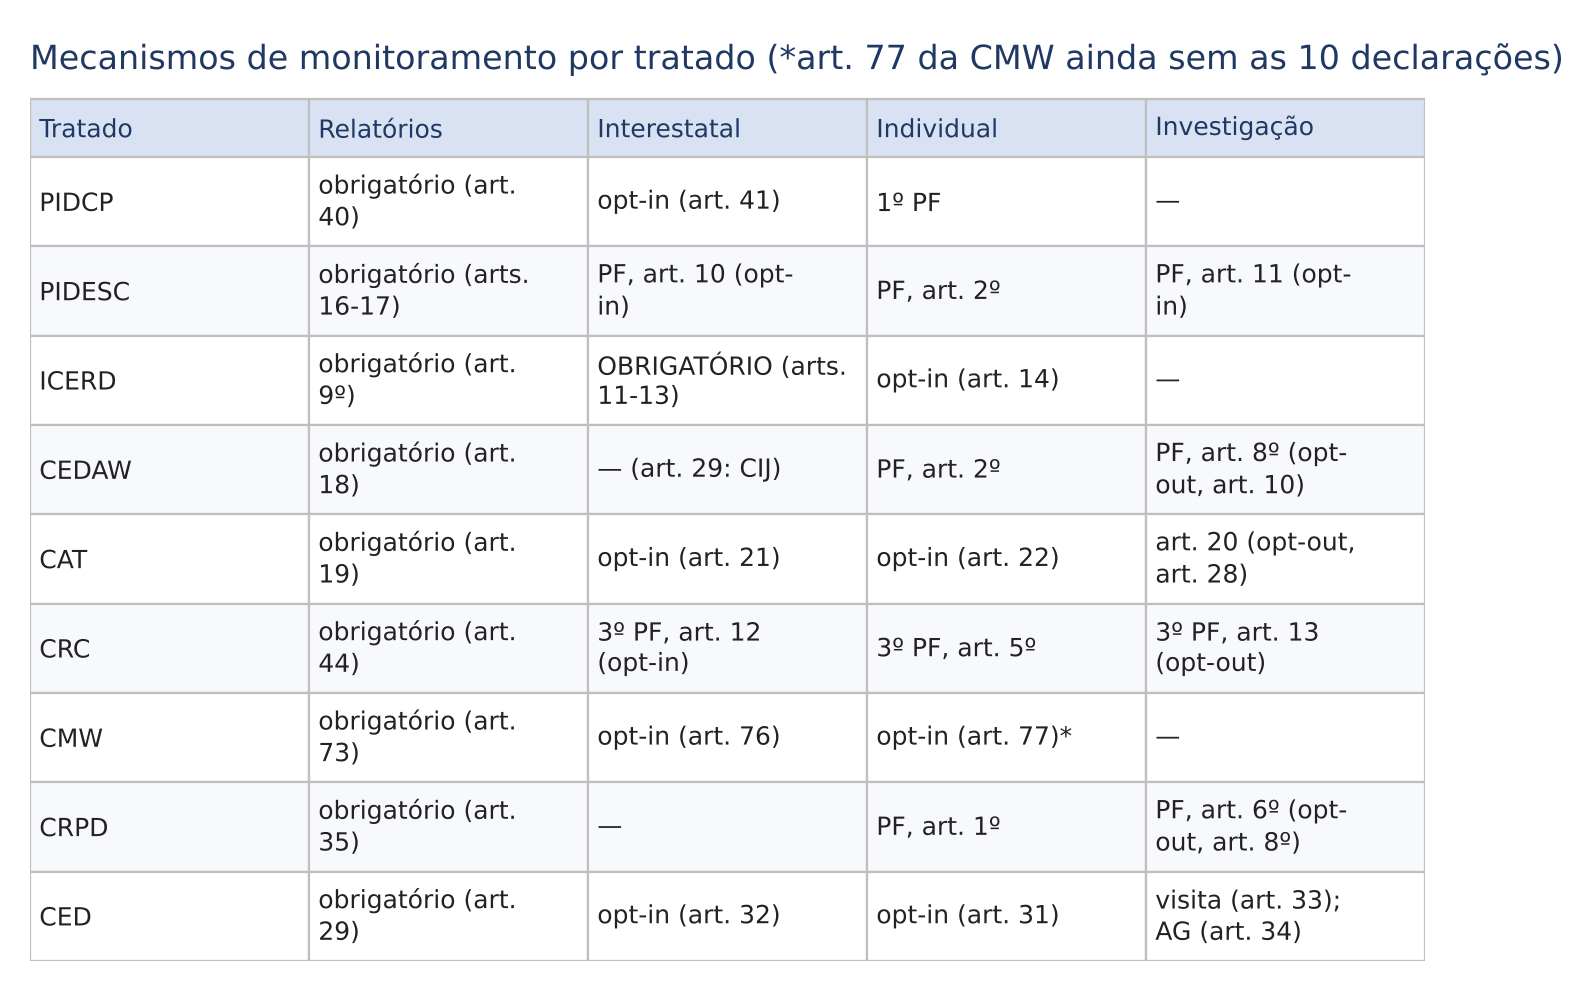 Mecanismos de monitoramento por tratado (*art. 77 da CMW ainda sem as 10 declarações)
Tratado
Relatórios
Interestatal
Individual
Investigação
PIDCP
obrigatório (art.
40)
opt-in (art. 41)
1º PF
—
PIDESC
obrigatório (arts.
16-17)
PF, art. 10 (opt-
in)
PF, art. 2º
PF, art. 11 (opt-
in)
ICERD
obrigatório (art.
9º)
OBRIGATÓRIO (arts.
11-13)
opt-in (art. 14)
—
CEDAW
obrigatório (art.
18)
— (art. 29: CIJ)
PF, art. 2º
PF, art. 8º (opt-
out, art. 10)
CAT
obrigatório (art.
19)
opt-in (art. 21)
opt-in (art. 22)
art. 20 (opt-out,
art. 28)
CRC
obrigatório (art.
44)
3º PF, art. 12
(opt-in)
3º PF, art. 5º
3º PF, art. 13
(opt-out)
CMW
obrigatório (art.
73)
opt-in (art. 76)
opt-in (art. 77)*
—
CRPD
obrigatório (art.
35)
—
PF, art. 1º
PF, art. 6º (opt-
out, art. 8º)
CED
obrigatório (art.
29)
opt-in (art. 32)
opt-in (art. 31)
visita (art. 33);
AG (art. 34)